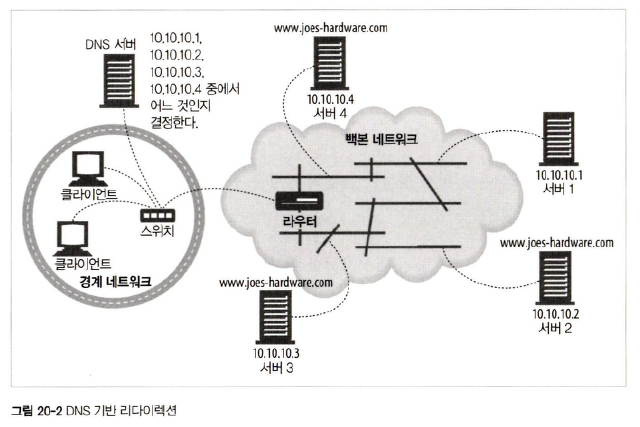 DNS 서버
10.10.10.1,
10.10.10.2,
10.10.10.3,
10.10.10.4 중에서
어느 것인지
결정한다.
클라이언트
클라이언트
스위치
경계 네트워크
www.joes-hardware.com
10.10.10.4
서버 4
백본 네트워크
라우터
10.10.10.1
서버 1
www.joes-hardware.com
10.10.10.2
서버 2
www.joes-hardware.com
10.10.10.3
서버 3
그림 20-2 DNS 기반 리다이렉션